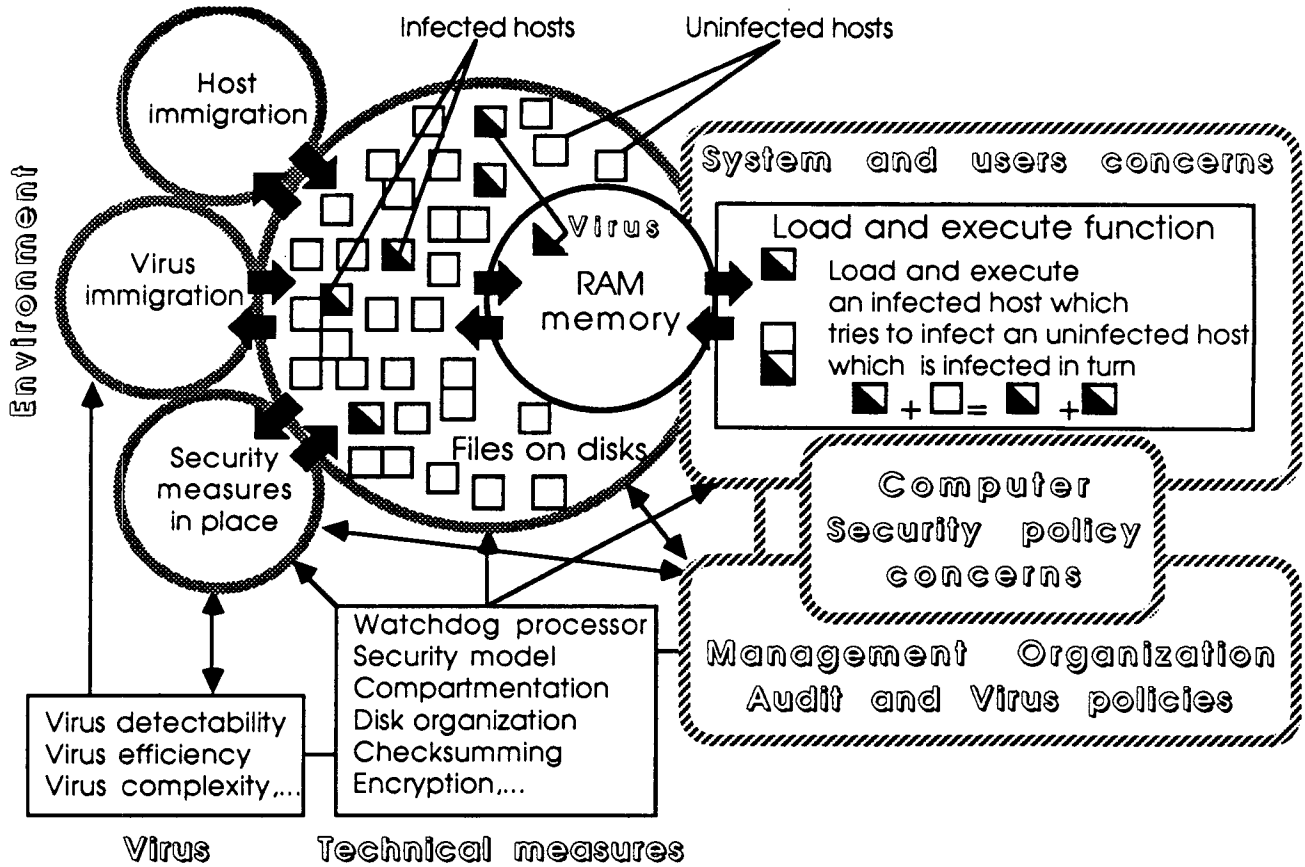 Infected hosts
Uninfected hosts
Host
immigration
Environment
Virus
immigration
Security
measures
in place
Virus
RAM
memory
Files on disks
System and users concerns
Load and execute function
Load and execute
an infected host which
tries to infect an uninfected host
which is infected in turn
+ = +
Computer
Security policy
concerns
Management Organization
Audit and Virus policies
Watchdog processor
Security model
Compartmentation
Disk organization
Checksumming
Encryption,...
Virus detectability
Virus efficiency
Virus complexity,...
Virus
Technical measures